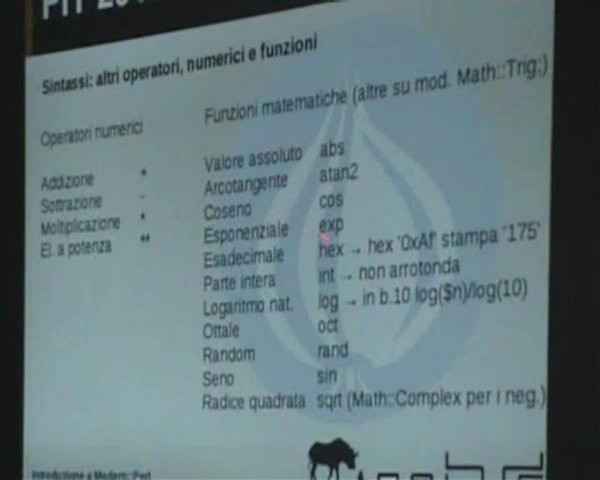 Sintassi: altri operatori, numerici e funzioni
Operatori numerici
Addizione +
Sottrazione -
Moltiplicazione *
El. a potenza **
Funzioni matematiche (altre su mod. Math::Trig;)
Valore assoluto abs
Arcotangente atan2
Coseno cos
Esponenziale exp
Esadecimale hex → hex '0xAf' stampa '175'
Parte intera int → non arrotonda
Logaritmo nat. log → in b.10 log($n)/log(10)
Ottale oct
Random rand
Seno sin
Radice quadrata sqrt (Math::Complex per i neg.)
Introduzione a Modern::Perl